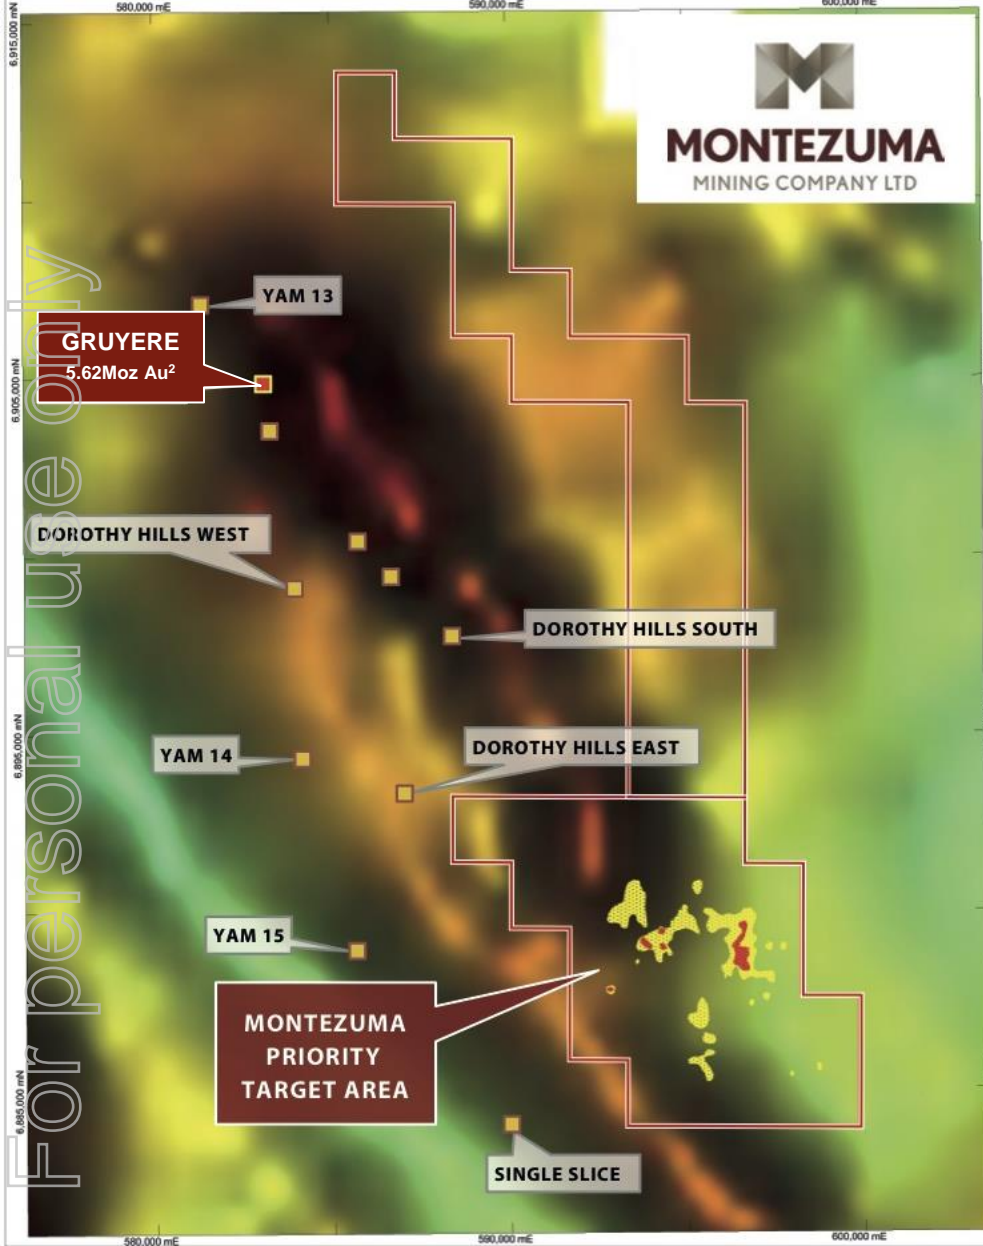 580,000 mE
590,000 mE
600,000 mE
6,915,000 mN
MONTEZUMA
MINING COMPANY LTD
YAM 13
GRUYERE
5.62Moz Au²
6,905,000 mN
DOROTHY HILLS WEST
DOROTHY HILLS SOUTH
YAM 14
DOROTHY HILLS EAST
6,895,000 mN
YAM 15
MONTEZUMA
PRIORITY
TARGET AREA
6,885,000 mN
SINGLE SLICE
580,000 mE
590,000 mE
600,000 mE
For personal use only